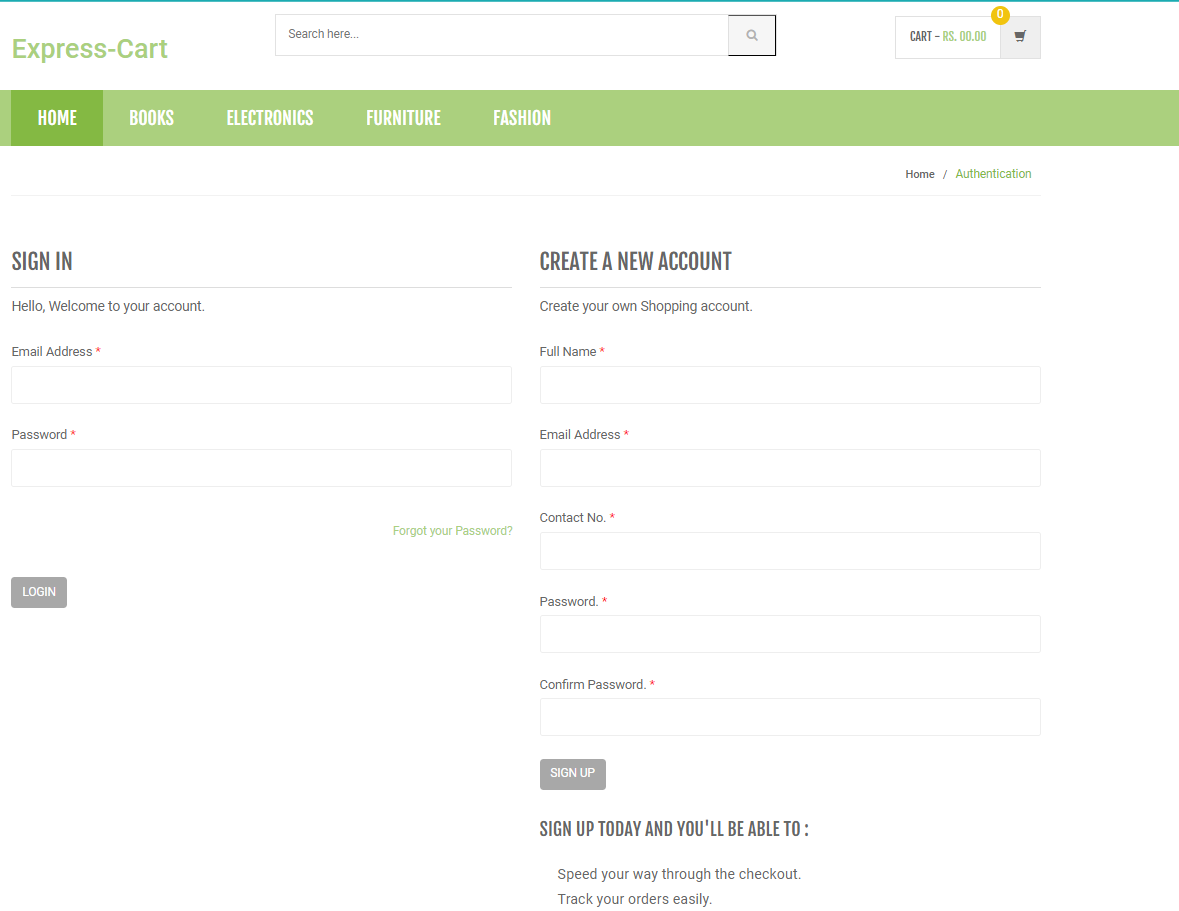 Express-Cart
Search here...
CART - RS. 00.00
0
HOME BOOKS ELECTRONICS FURNITURE FASHION
Home / Authentication
SIGN IN
Hello, Welcome to your account.
Email Address *
Password *
Forgot your Password?
LOGIN
CREATE A NEW ACCOUNT
Create your own Shopping account.
Full Name *
Email Address *
Contact No. *
Password. *
Confirm Password. *
SIGN UP
SIGN UP TODAY AND YOU'LL BE ABLE TO :
Speed your way through the checkout.
Track your orders easily.